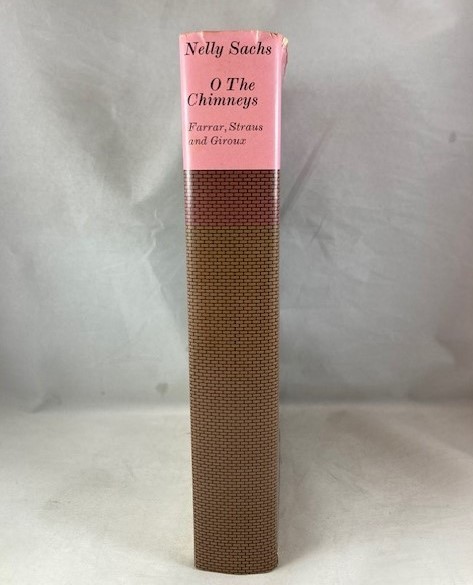 Nelly Sachs
O The
Chimneys
Farrar, Straus
and Giroux